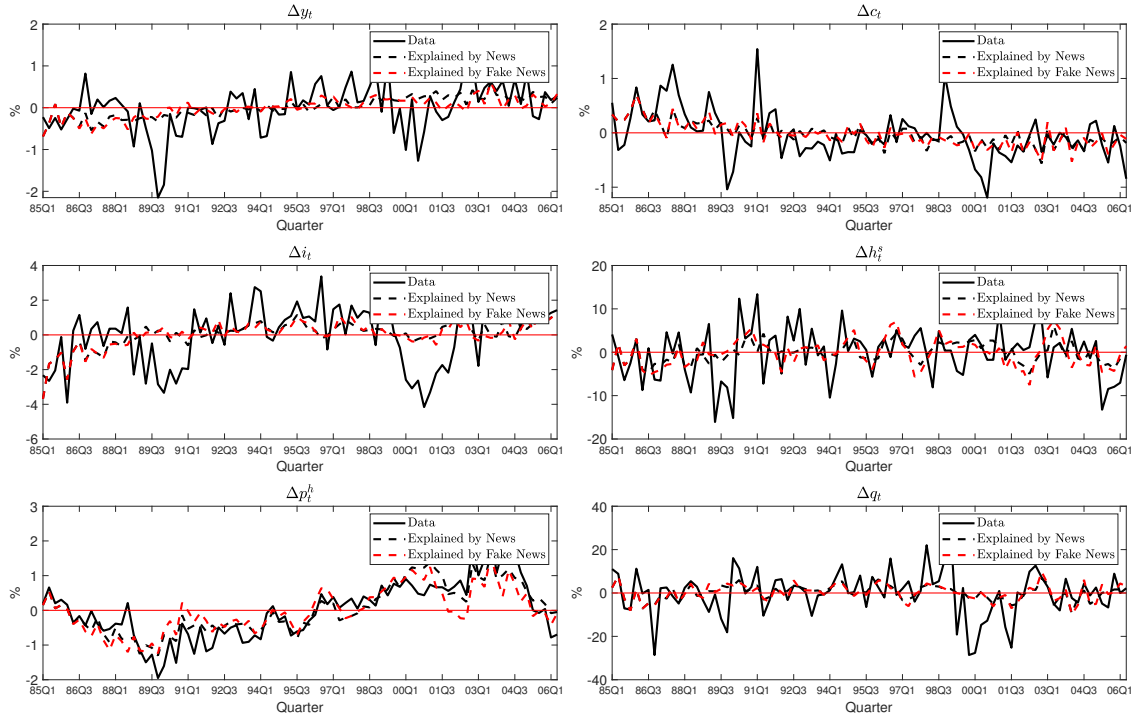 Δy_t
2
1
0
-1
-2
%
Data
Explained by News
Explained by Fake News
85Q1 86Q3 88Q1 89Q3 91Q1 92Q3 94Q1 95Q3 97Q1 98Q3 00Q1 01Q3 03Q1 04Q3 06Q1
Quarter
Δc_t
2
1
0
-1
%
Data
Explained by News
Explained by Fake News
85Q1 86Q3 88Q1 89Q3 91Q1 92Q3 94Q1 95Q3 97Q1 98Q3 00Q1 01Q3 03Q1 04Q3 06Q1
Quarter
Δi_t
4
2
0
-2
-4
-6
%
Data
Explained by News
Explained by Fake News
85Q1 86Q3 88Q1 89Q3 91Q1 92Q3 94Q1 95Q3 97Q1 98Q3 00Q1 01Q3 03Q1 04Q3 06Q1
Quarter
Δh_t^s
20
10
0
-10
-20
%
Data
Explained by News
Explained by Fake News
85Q1 86Q3 88Q1 89Q3 91Q1 92Q3 94Q1 95Q3 97Q1 98Q3 00Q1 01Q3 03Q1 04Q3 06Q1
Quarter
Δp_t^h
3
2
1
0
-1
-2
%
Data
Explained by News
Explained by Fake News
85Q1 86Q3 88Q1 89Q3 91Q1 92Q3 94Q1 95Q3 97Q1 98Q3 00Q1 01Q3 03Q1 04Q3 06Q1
Quarter
Δq_t
40
20
0
-20
-40
%
Data
Explained by News
Explained by Fake News
85Q1 86Q3 88Q1 89Q3 91Q1 92Q3 94Q1 95Q3 97Q1 98Q3 00Q1 01Q3 03Q1 04Q3 06Q1
Quarter